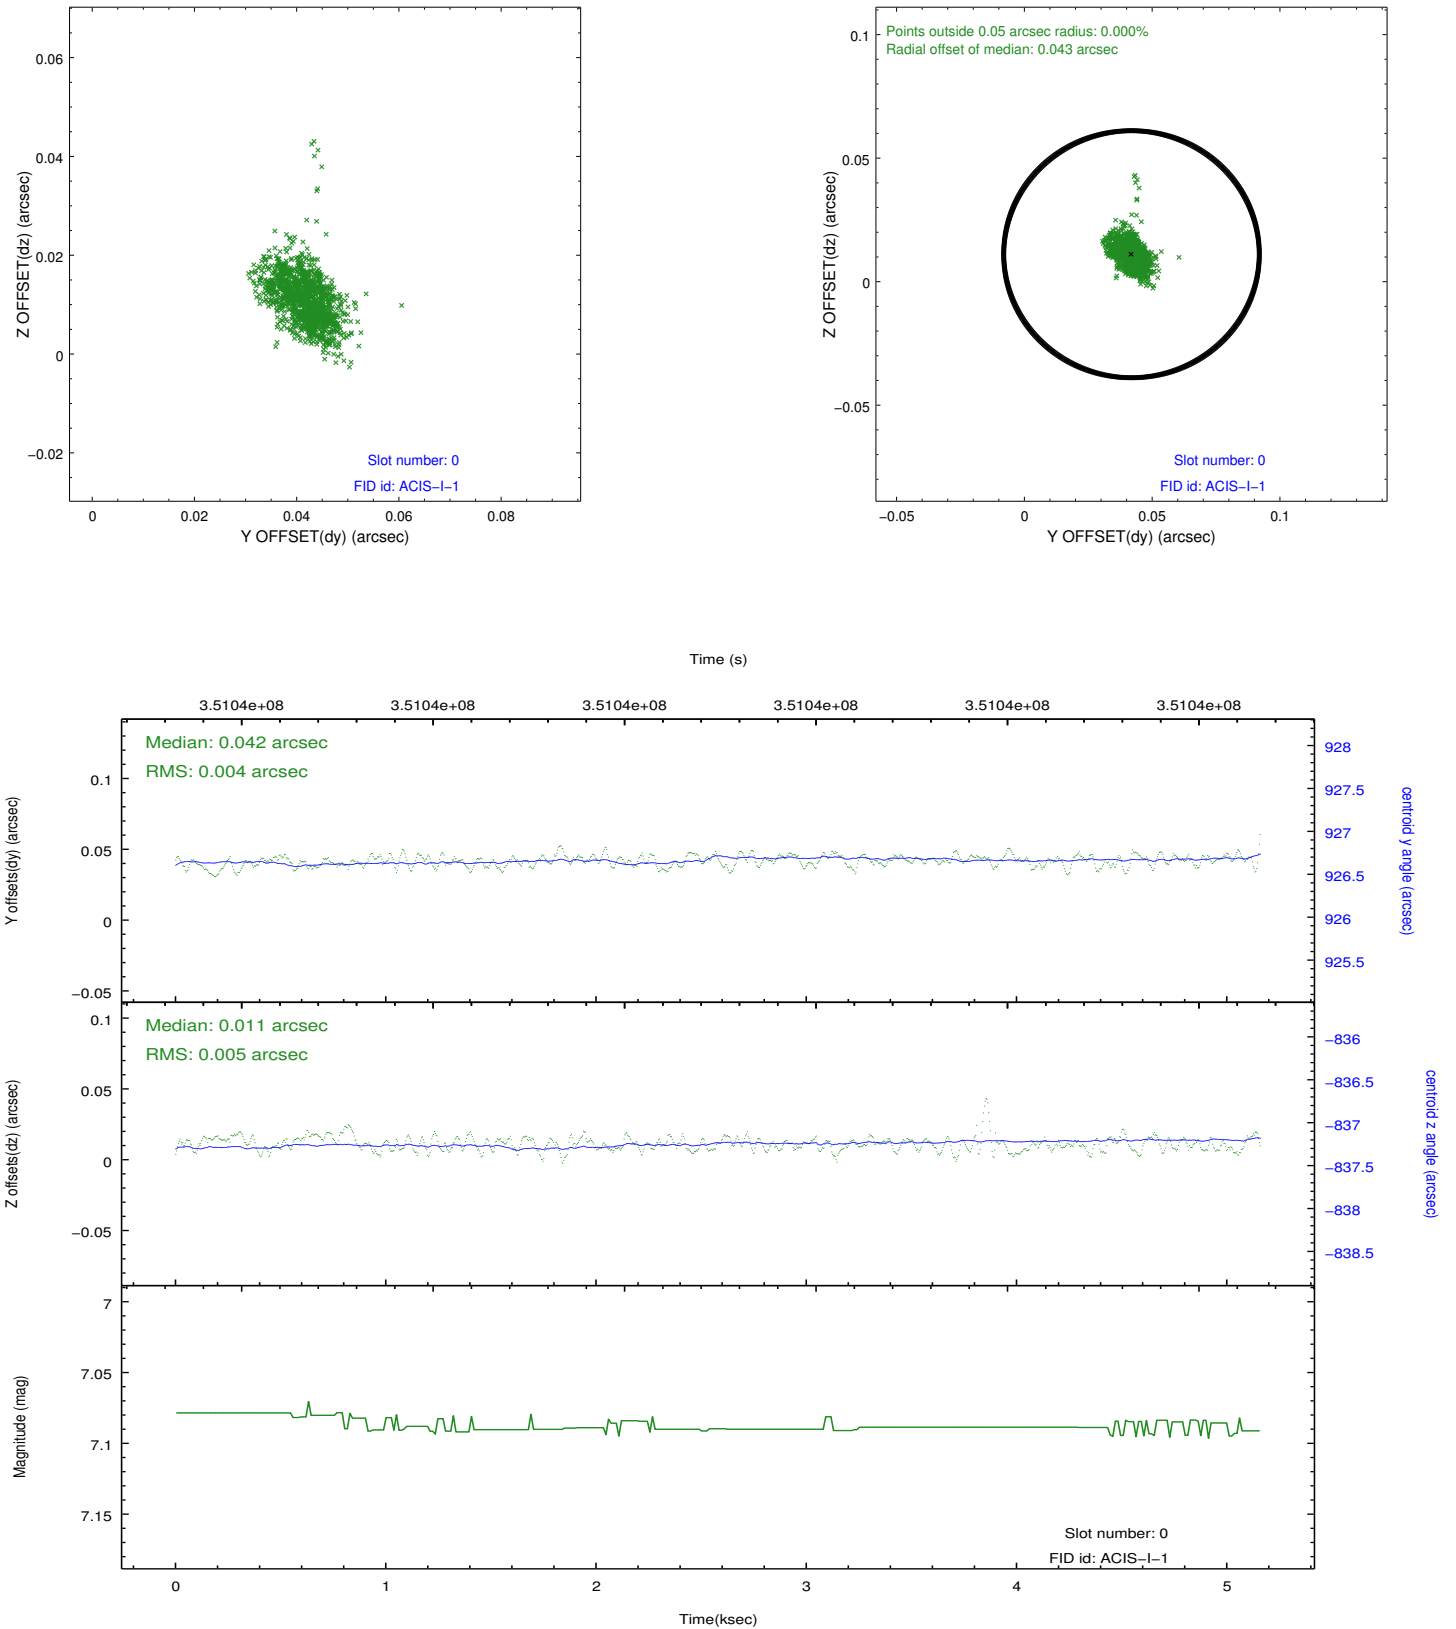 0.06
0.04
0.02
0
−0.02
Z OFFSET(dz) (arcsec)
Slot number: 0
FID id: ACIS−I−1
0
0.02
0.04
0.06
0.08
Y OFFSET(dy) (arcsec)
Points outside 0.05 arcsec radius: 0.000%
Radial offset of median: 0.043 arcsec
0.1
0.05
0
−0.05
Z OFFSET(dz) (arcsec)
Slot number: 0
FID id: ACIS−I−1
−0.05
0
0.05
0.1
Y OFFSET(dy) (arcsec)
Time (s)
3.5104e+08
3.5104e+08
3.5104e+08
3.5104e+08
3.5104e+08
3.5104e+08
Median: 0.042 arcsec
RMS: 0.004 arcsec
0.1
0.05
0
−0.05
Y offsets(dy) (arcsec)
928
927.5
927
926.5
926
925.5
centroid y angle (arcsec)
Median: 0.011 arcsec
RMS: 0.005 arcsec
0.1
0.05
0
−0.05
Z offsets(dz) (arcsec)
−836
−836.5
−837
−837.5
−838
−838.5
centroid z angle (arcsec)
7
7.05
7.1
7.15
Magnitude (mag)
Slot number: 0
FID id: ACIS−I−1
0
1
2
3
4
5
Time(ksec)